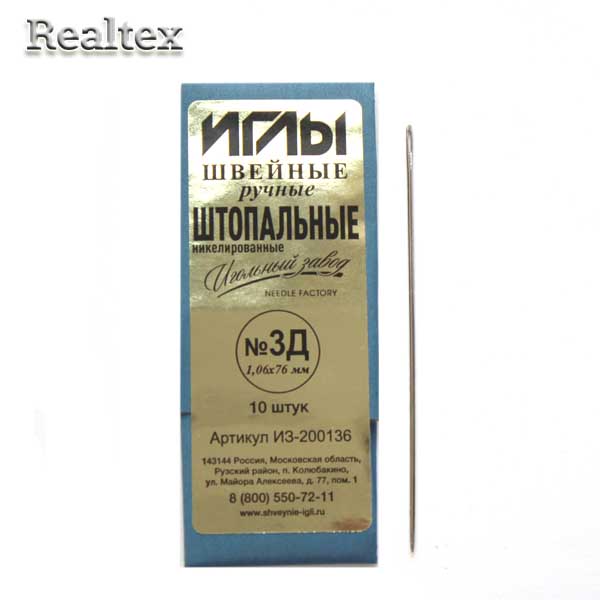 Realtex
ИГЛЫ
ШВЕЙНЫЕ
ручные
ШТОПАЛЬНЫЕ
никелированные
Игольный завод
NEEDLE FACTORY
№3Д
1,06х76 мм
10 штук
Артикул ИЗ-200136
143144 Россия, Московская область,
Рузский район, п. Колюбакино,
ул. Майора Алексеева, д. 77, пом. 1
8 (800) 550-72-11
www.shveynie-igli.ru